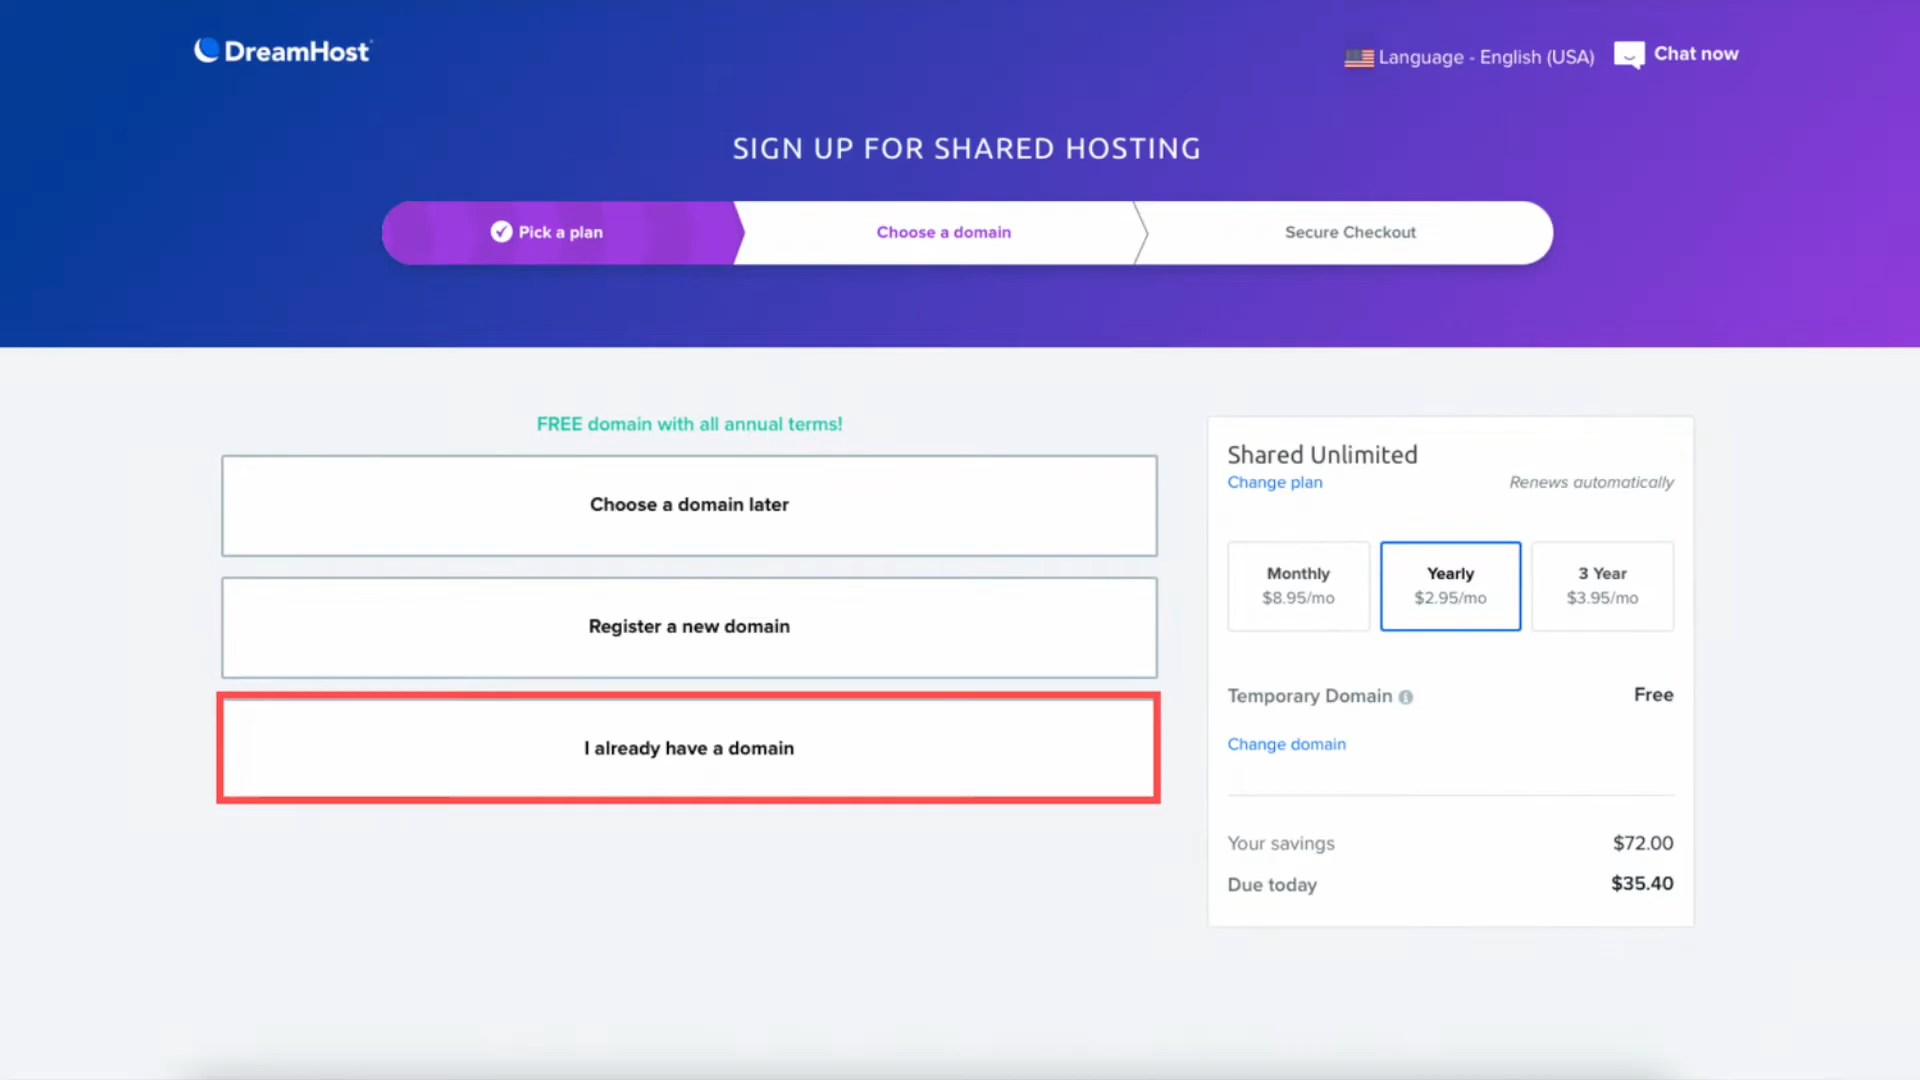 DreamHost
Language - English (USA)
Chat now
SIGN UP FOR SHARED HOSTING
Pick a plan
Choose a domain
Secure Checkout
FREE domain with all annual terms!
Choose a domain later
Register a new domain
I already have a domain
Shared Unlimited
Change plan
Renews automatically
Monthly
$8.95/mo
Yearly
$2.95/mo
3 Year
$3.95/mo
Temporary Domain
Free
Change domain
Your savings
$72.00
Due today
$35.40